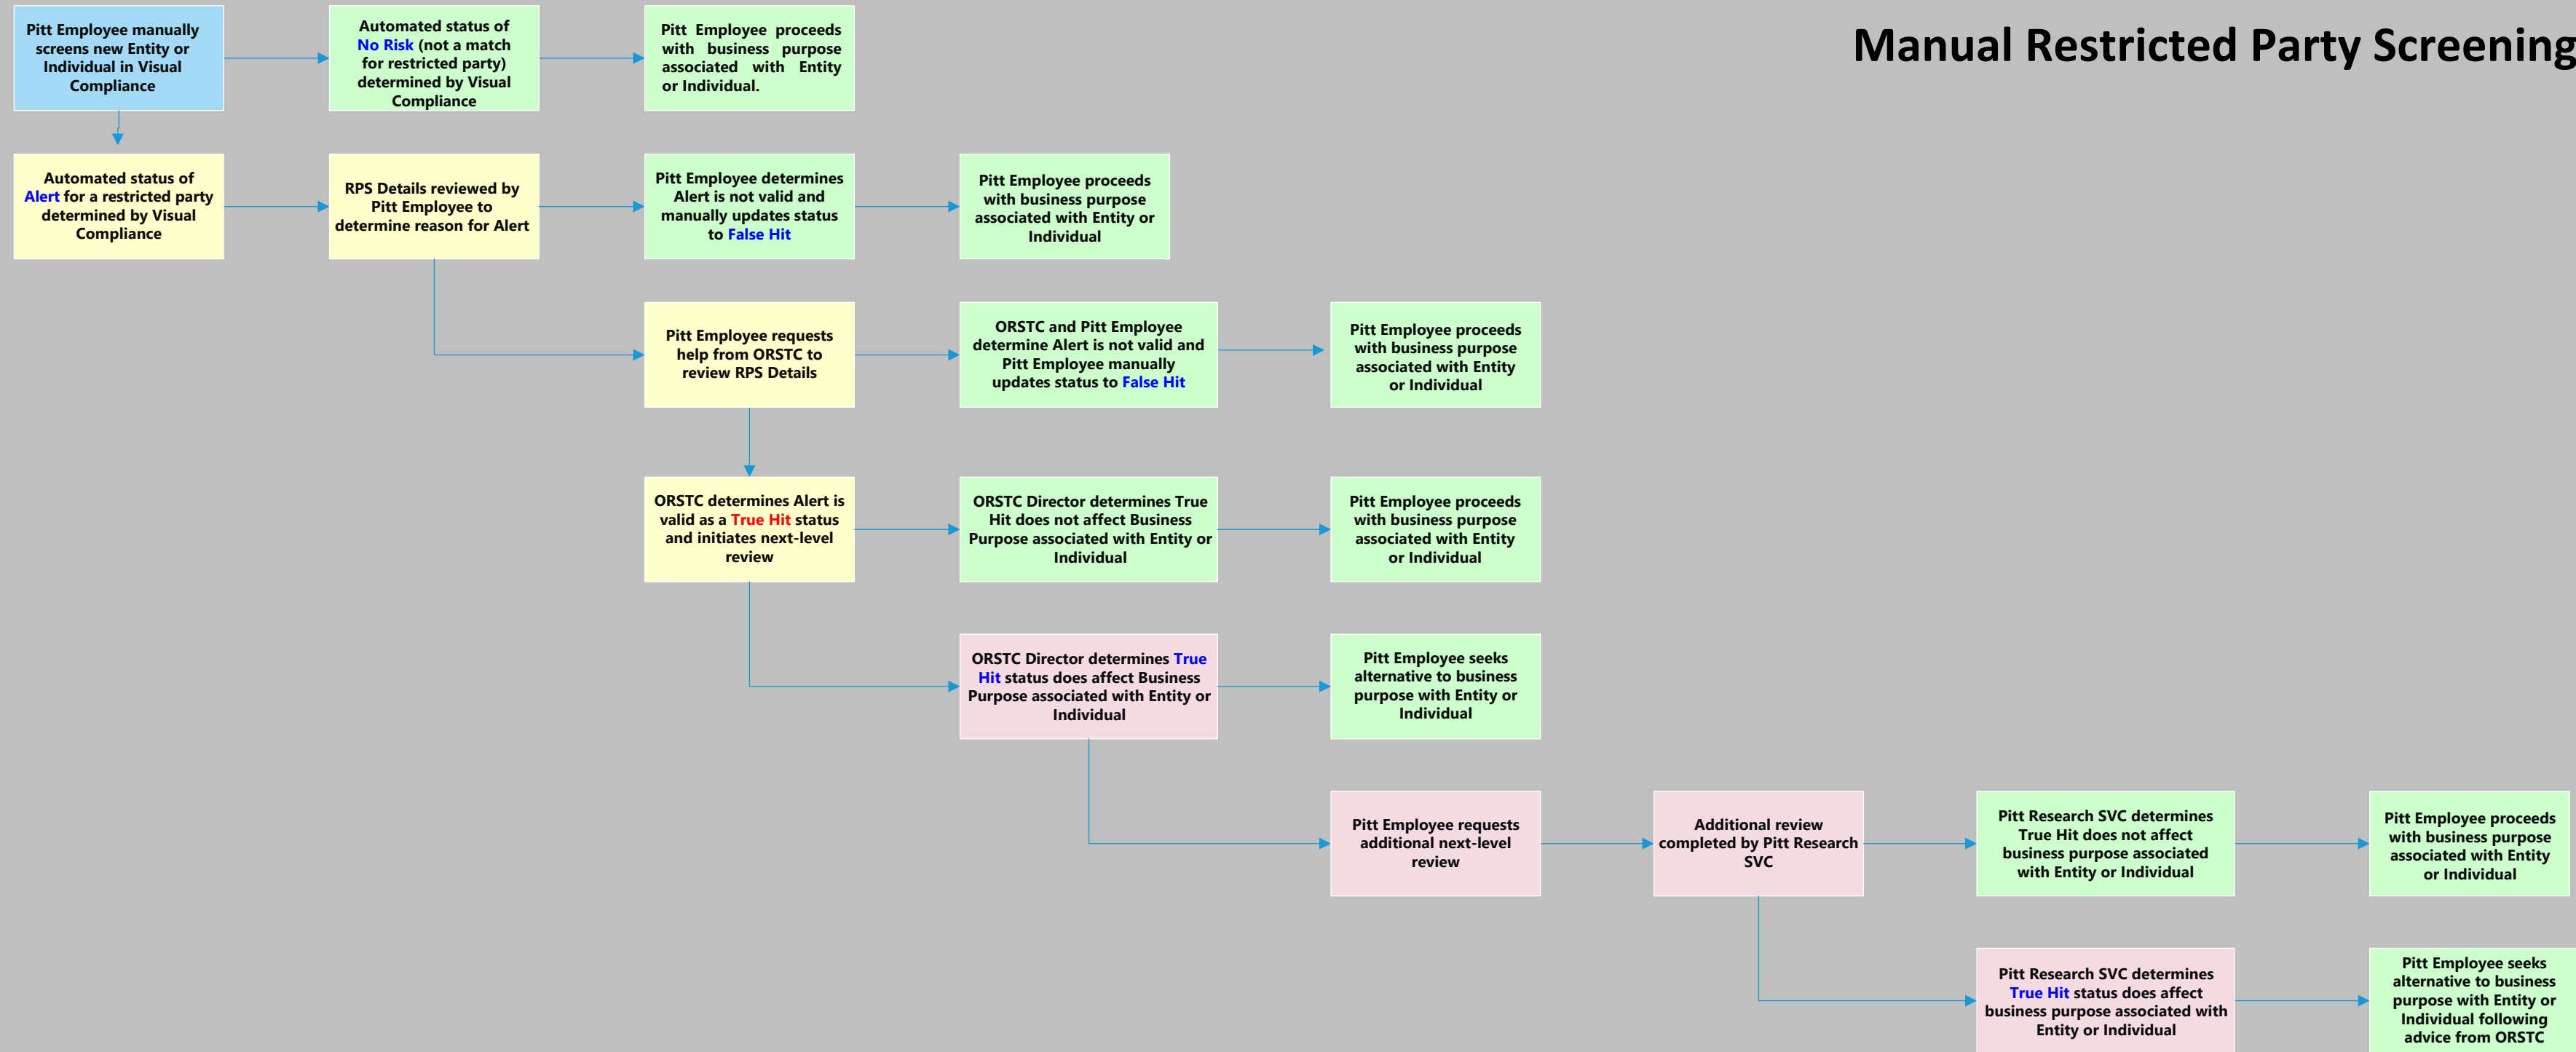 Manual Restricted Party Screening
Pitt Employee manually
screens new Entity or
Individual in Visual
Compliance
Automated status of
No Risk (not a match
for restricted party)
determined by Visual
Compliance
Pitt Employee proceeds
with business purpose
associated with Entity
or Individual.
Automated status of
Alert for a restricted party
determined by Visual
Compliance
RPS Details reviewed by
Pitt Employee to
determine reason for Alert
Pitt Employee determines
Alert is not valid and
manually updates status
to False Hit
Pitt Employee proceeds
with business purpose
associated with Entity or
Individual
Pitt Employee requests
help from ORSTC to
review RPS Details
ORSTC and Pitt Employee
determine Alert is not valid and
Pitt Employee manually
updates status to False Hit
Pitt Employee proceeds
with business purpose
associated with Entity
or Individual
ORSTC determines Alert is
valid as a True Hit status
and initiates next-level
review
ORSTC Director determines True
Hit does not affect Business
Purpose associated with Entity or
Individual
Pitt Employee proceeds
with business purpose
associated with Entity
or Individual
ORSTC Director determines True
Hit status does affect Business
Purpose associated with Entity or
Individual
Pitt Employee seeks
alternative to business
purpose with Entity or
Individual
Pitt Employee requests
additional next-level
review
Additional review
completed by Pitt Research
SVC
Pitt Research SVC determines
True Hit does not affect
business purpose associated
with Entity or Individual
Pitt Employee proceeds
with business purpose
associated with Entity
or Individual
Pitt Research SVC determines
True Hit status does affect
business purpose associated with
Entity or Individual
Pitt Employee seeks
alternative to business
purpose with Entity or
Individual following
advice from ORSTC